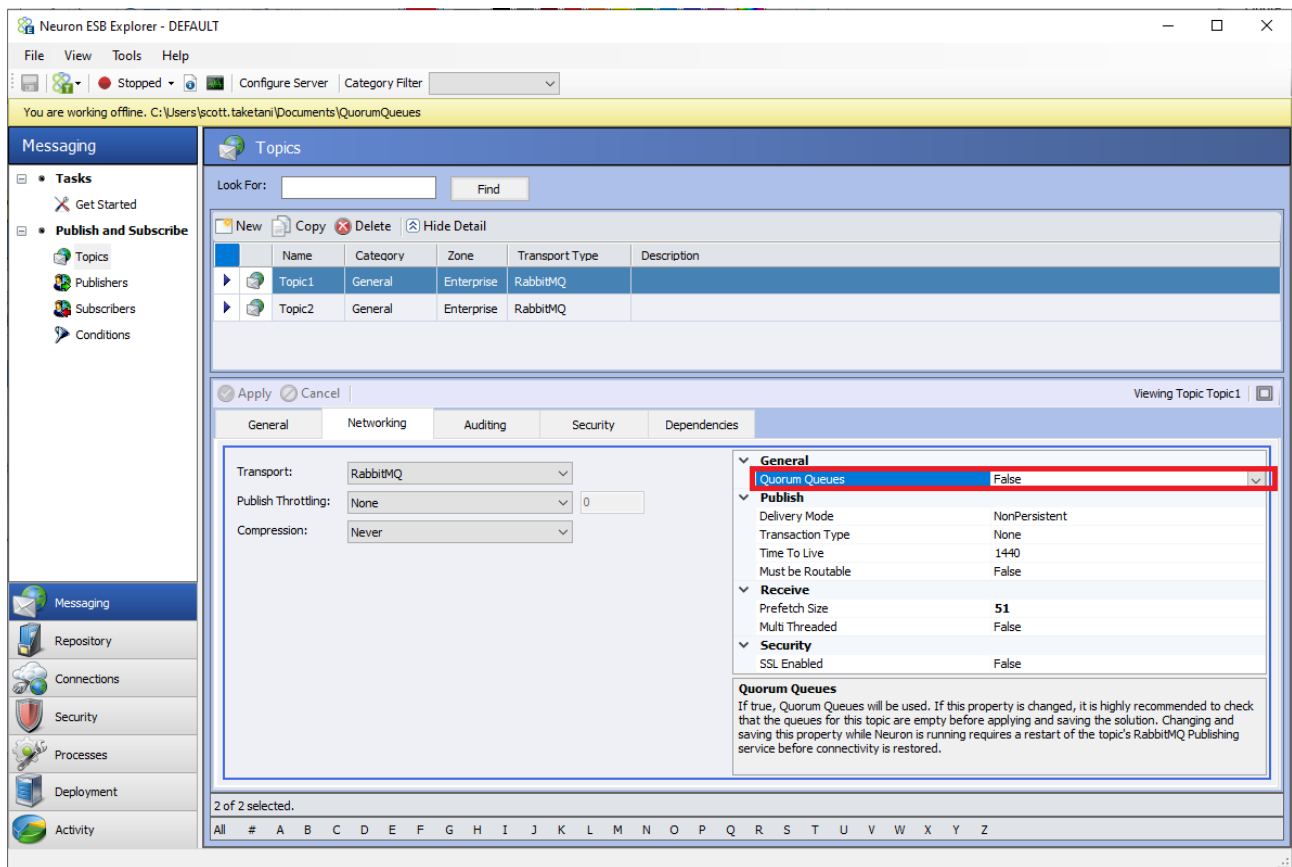 Neuron ESB Explorer - DEFAULT
File View Tools Help
Stopped Configure Server Category Filter
You are working offline. C:\Users\scott.taketani\Documents\QuorumQueues
Messaging
Tasks
Get Started
Publish and Subscribe
Topics
Publishers
Subscribers
Conditions
Messaging
Repository
Connections
Security
Processes
Deployment
Activity
Topics
Look For: Find
New Copy Delete Hide Detail
Name Category Zone Transport Type Description
Topic1 General Enterprise RabbitMQ
Topic2 General Enterprise RabbitMQ
Apply Cancel Viewing Topic Topic1
General Networking Auditing Security Dependencies
Transport: RabbitMQ
Publish Throttling: None 0
Compression: Never
General
Quorum Queues False
Publish
Delivery Mode NonPersistent
Transaction Type None
Time To Live 1440
Must be Routable False
Receive
Prefetch Size 51
Multi Threaded False
Security
SSL Enabled False
Quorum Queues
If true, Quorum Queues will be used. If this property is changed, it is highly recommended to check
that the queues for this topic are empty before applying and saving the solution. Changing and
saving this property while Neuron is running requires a restart of the topic's RabbitMQ Publishing
service before connectivity is restored.
2 of 2 selected.
All # A B C D E F G H I J K L M N O P Q R S T U V W X Y Z